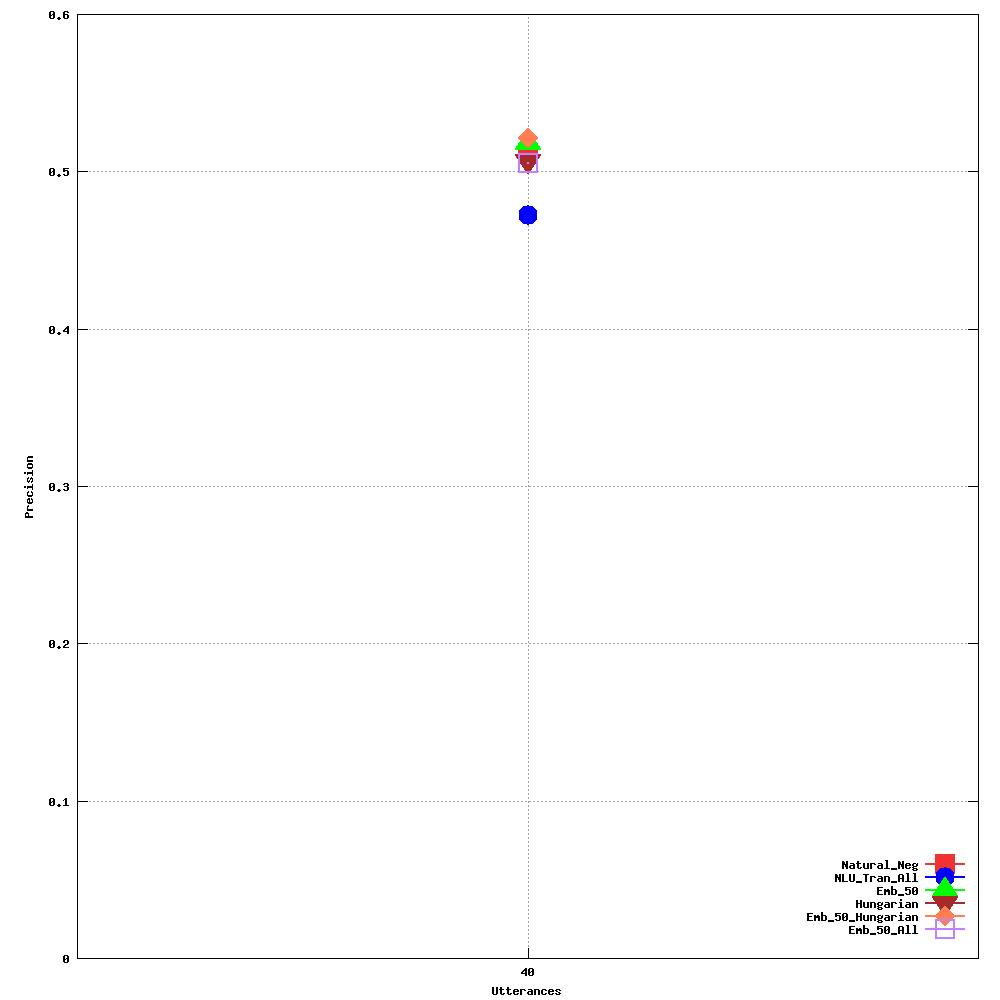 0.6
0.5
0.4
0.3
0.2
0.1
0
Precision
40
Utterances
Natural_Neg
NLU_Tran_All
Emb_50
Hungarian
Emb_50_Hungarian
Emb_50_All